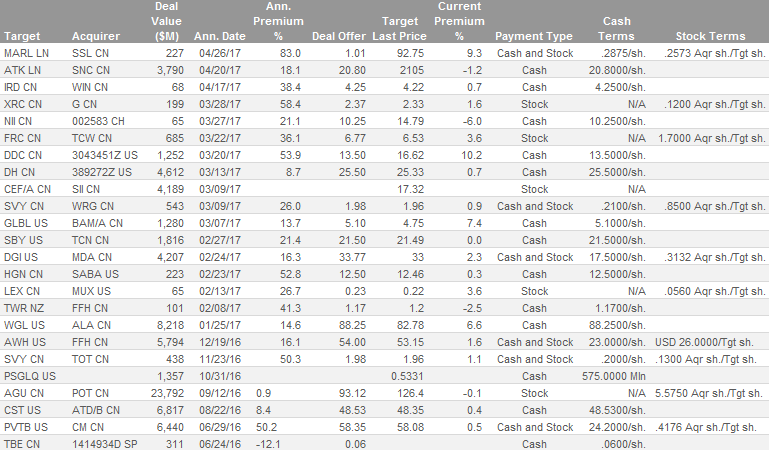 Deal Ann. Current
Value Premium Target Premium Cash
Target Acquirer ($M) Ann. Date % Deal Offer Last Price % Payment Type Terms Stock Terms
MARL LN SSL CN 227 04/26/17 83.0 1.01 92.75 9.3 Cash and Stock .2875/sh. .2573 Aqr sh./Tgt sh.
ATK LN SNC CN 3,790 04/20/17 18.1 20.80 2105 -1.2 Cash 20.8000/sh.
IRD CN WIN CN 68 04/17/17 38.4 4.25 4.22 0.7 Cash 4.2500/sh.
XRC CN G CN 199 03/28/17 58.4 2.37 2.33 1.6 Stock N/A .1200 Aqr sh./Tgt sh.
NII CN 002583 CH 65 03/27/17 21.1 10.25 14.79 -6.0 Cash 10.2500/sh.
FRC CN TCW CN 685 03/22/17 36.1 6.77 6.53 3.6 Stock N/A 1.7000 Aqr sh./Tgt sh.
DDC CN 3043451Z US 1,252 03/20/17 53.9 13.50 16.62 10.2 Cash 13.5000/sh.
DH CN 389272Z US 4,612 03/13/17 8.7 25.50 25.33 0.7 Cash 25.5000/sh.
CEF/A CN SII CN 4,189 03/09/17 17.32 Stock N/A
SVY CN WRG CN 543 03/09/17 26.0 1.98 1.96 0.9 Cash and Stock .2100/sh. .8500 Aqr sh./Tgt sh.
GLBL US BAM/A CN 1,280 03/07/17 13.7 5.10 4.75 7.4 Cash 5.1000/sh.
SBY US TCN CN 1,816 02/27/17 21.4 21.50 21.49 0.0 Cash 21.5000/sh.
DGI US MDA CN 4,207 02/24/17 16.3 33.77 33 2.3 Cash and Stock 17.5000/sh. .3132 Aqr sh./Tgt sh.
HGN CN SABA US 223 02/23/17 52.8 12.50 12.46 0.3 Cash 12.5000/sh.
LEX CN MUX US 65 02/13/17 26.7 0.23 0.22 3.6 Stock N/A .0560 Aqr sh./Tgt sh.
TWR NZ FFH CN 101 02/08/17 41.3 1.17 1.2 -2.5 Cash 1.1700/sh.
WGL US ALA CN 8,218 01/25/17 14.6 88.25 82.78 6.6 Cash 88.2500/sh.
AWH US FFH CN 5,794 12/19/16 16.1 54.00 53.15 1.6 Cash and Stock 23.0000/sh. USD 26.0000/Tgt sh.
SVY CN TOT CN 438 11/23/16 50.3 1.98 1.96 1.1 Cash and Stock .2000/sh. .1300 Aqr sh./Tgt sh.
PSGLQ US 1,357 10/31/16 0.5331 Cash 575.0000 Mln
AGU CN POT CN 23,792 09/12/16 0.9 93.12 126.4 -0.1 Stock N/A 5.5750 Aqr sh./Tgt sh.
CST US ATD/B CN 6,817 08/22/16 8.4 48.53 48.35 0.4 Cash 48.5300/sh.
PVTB US CM CN 6,440 06/29/16 50.2 58.35 58.08 0.5 Cash and Stock 24.2000/sh. .4176 Aqr sh./Tgt sh.
TBE CN 1414934D SP 311 06/24/16 -12.1 0.06 Cash .0600/sh.